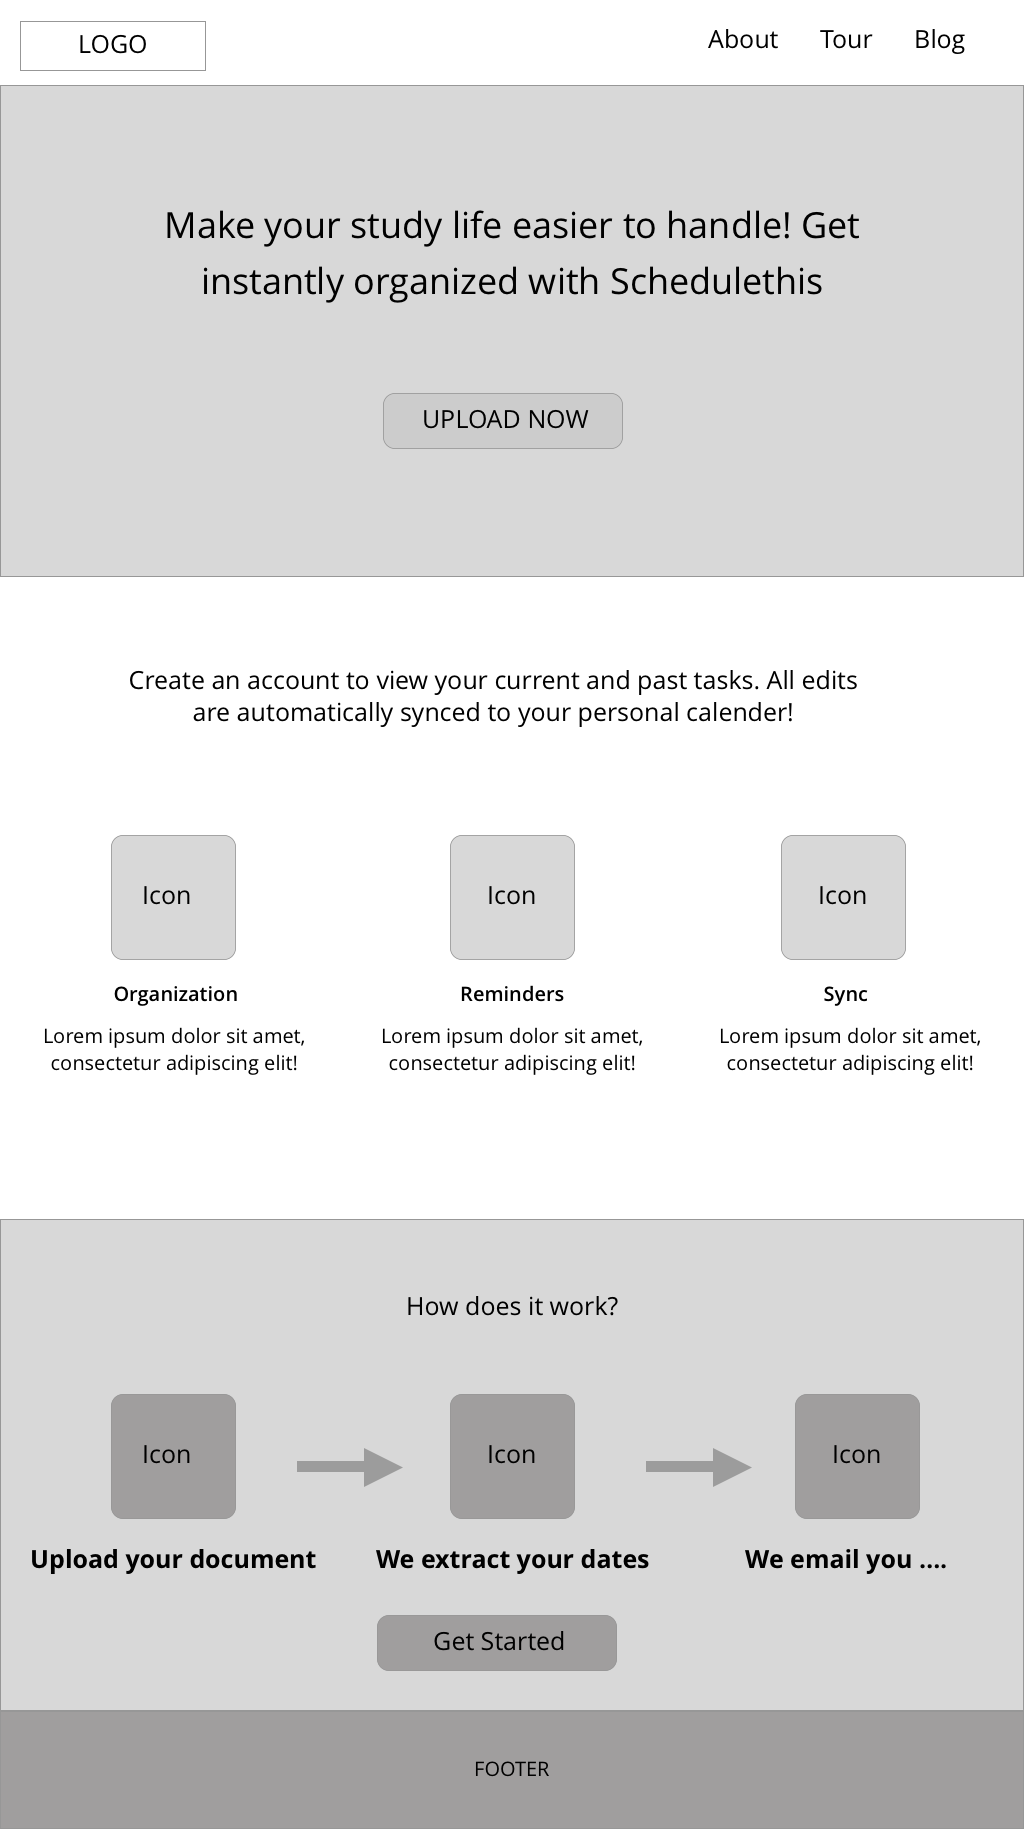 LOGO
About Tour Blog
Make your study life easier to handle! Get
instantly organized with Schedulethis
UPLOAD NOW
Create an account to view your current and past tasks. All edits
are automatically synced to your personal calender!
Icon Icon Icon
Organization Reminders Sync
Lorem ipsum dolor sit amet, Lorem ipsum dolor sit amet, Lorem ipsum dolor sit amet,
consectetur adipiscing elit! consectetur adipiscing elit! consectetur adipiscing elit!
How does it work?
Icon Icon Icon
Upload your document We extract your dates We email you ....
Get Started
FOOTER